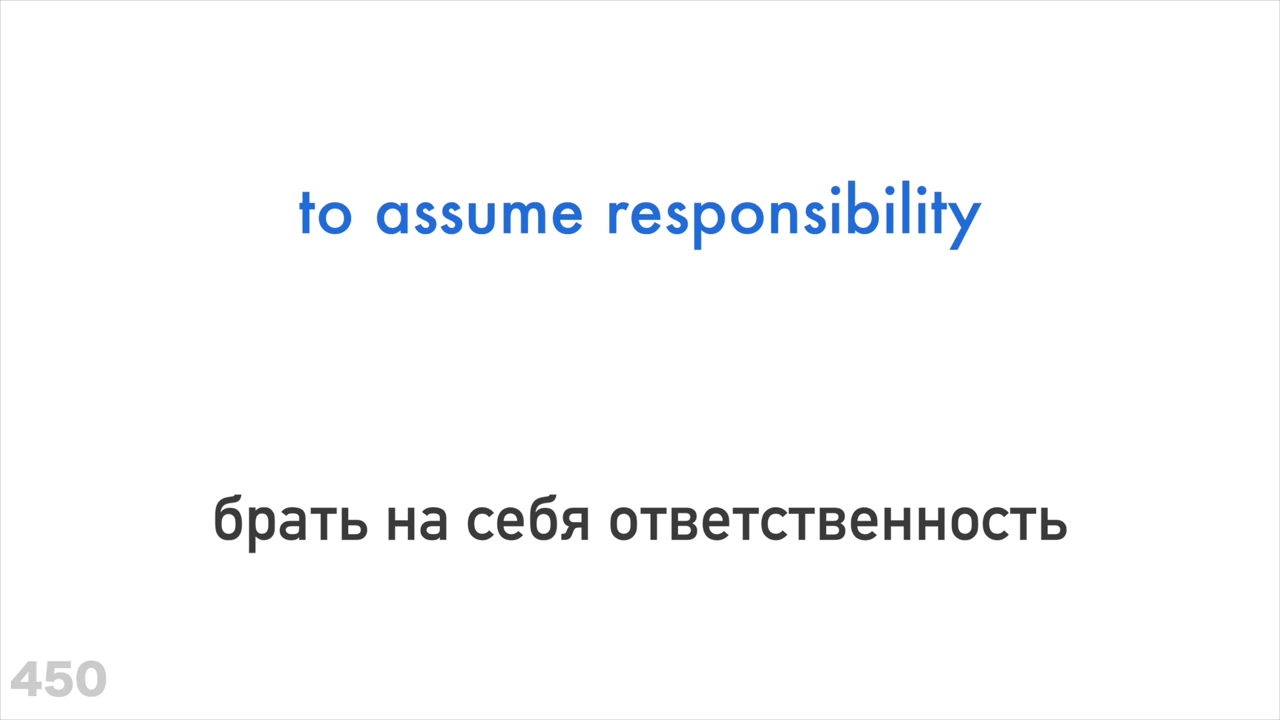 to assume responsibility
брать на себя ответственность
450